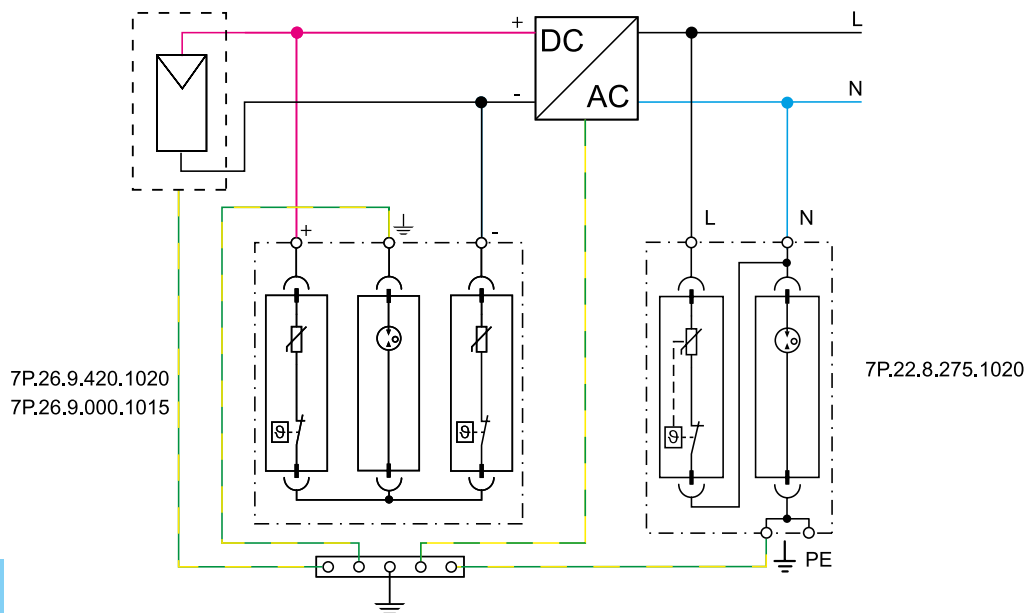 +
DC
L
-
AC
N
+
-
L
N
ϑ
ϑ
ϑ
7P.26.9.420.1020
7P.26.9.000.1015
7P.22.8.275.1020
PE